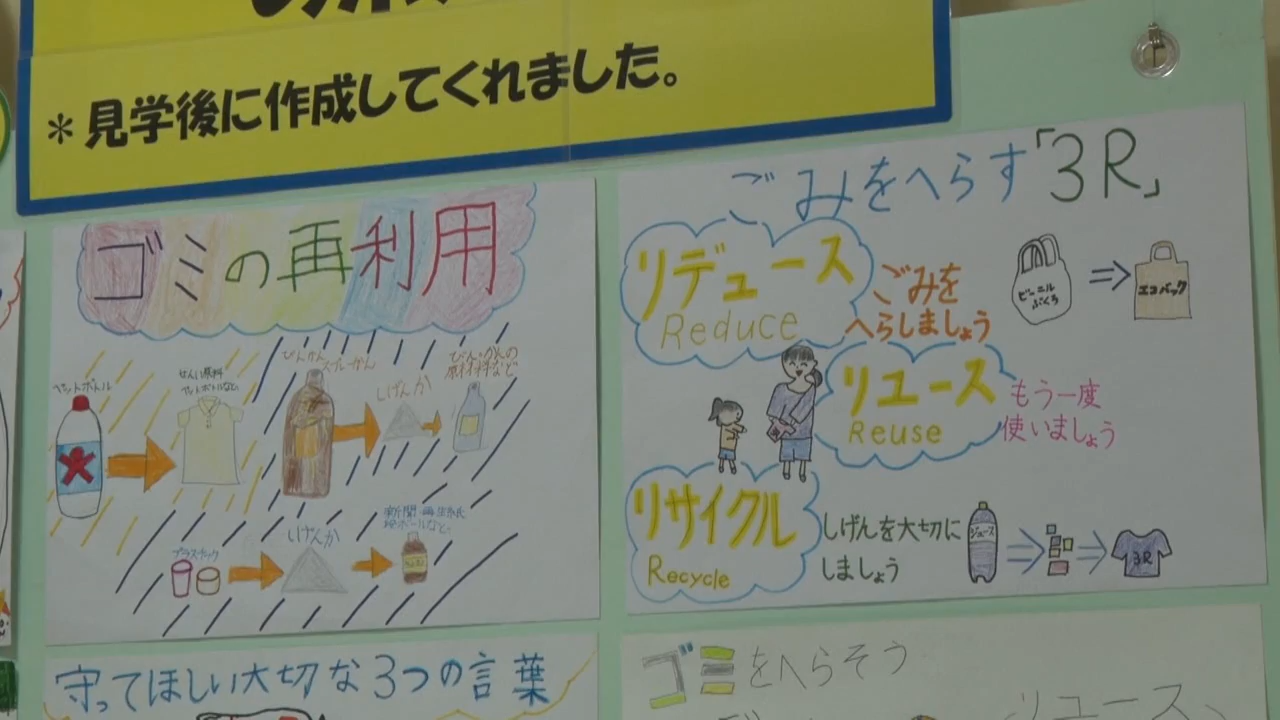 *見学後に作成してくれました。
ゴミの再利用
ペットボトル
せんい原料
ペットボトルなど
びんかん
スプレーかん
しげんか
びん・かんの
原材料など
プラスチック
しげんか
新聞・再生紙
段ボールなど
ごみをへらす「3R」
リデュース
Reduce
ごみを
へらしましょう
ビニール
ぶくろ
エコバック
リユース
Reuse
もう一度
使いましょう
リサイクル
Recycle
しげんを大切に
しましょう
ジュース
3R
守ってほしい大切な3つの言葉
ゴミをへらそう
リユース